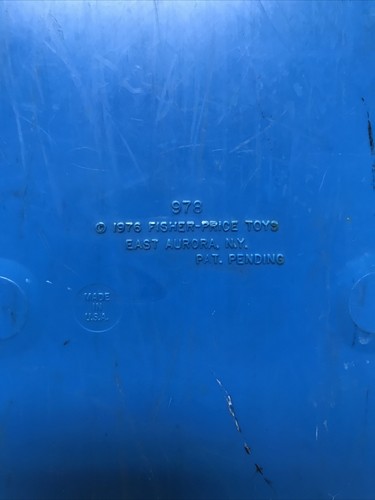 978
© 1976 FISHER-PRICE TOYS
EAST AURORA, N.Y.
PAT. PENDING
MADE
IN
U.S.A.